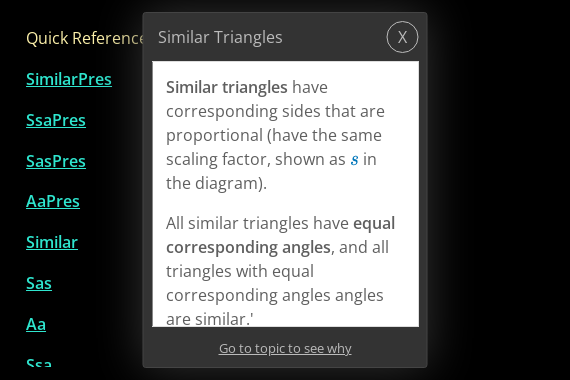 Quick Reference
SimilarPres
SsaPres
SasPres
AaPres
Similar
Sas
Aa
Ssa
Similar Triangles
X
Similar triangles have
corresponding sides that are
proportional (have the same
scaling factor, shown as s in
the diagram).
All similar triangles have equal
corresponding angles, and all
triangles with equal
corresponding angles angles
are similar.'
Go to topic to see why